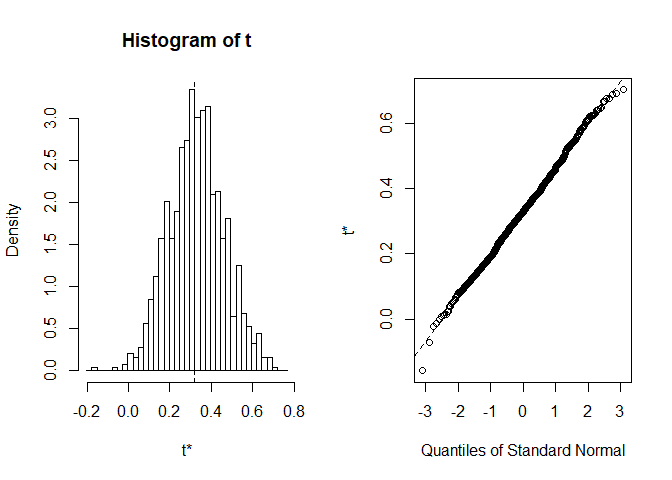 Histogram of t
Density
0.0 0.5 1.0 1.5 2.0 2.5 3.0
-0.2 0.0 0.2 0.4 0.6 0.8
t*
t*
0.0 0.2 0.4 0.6
-3 -2 -1 0 1 2 3
Quantiles of Standard Normal